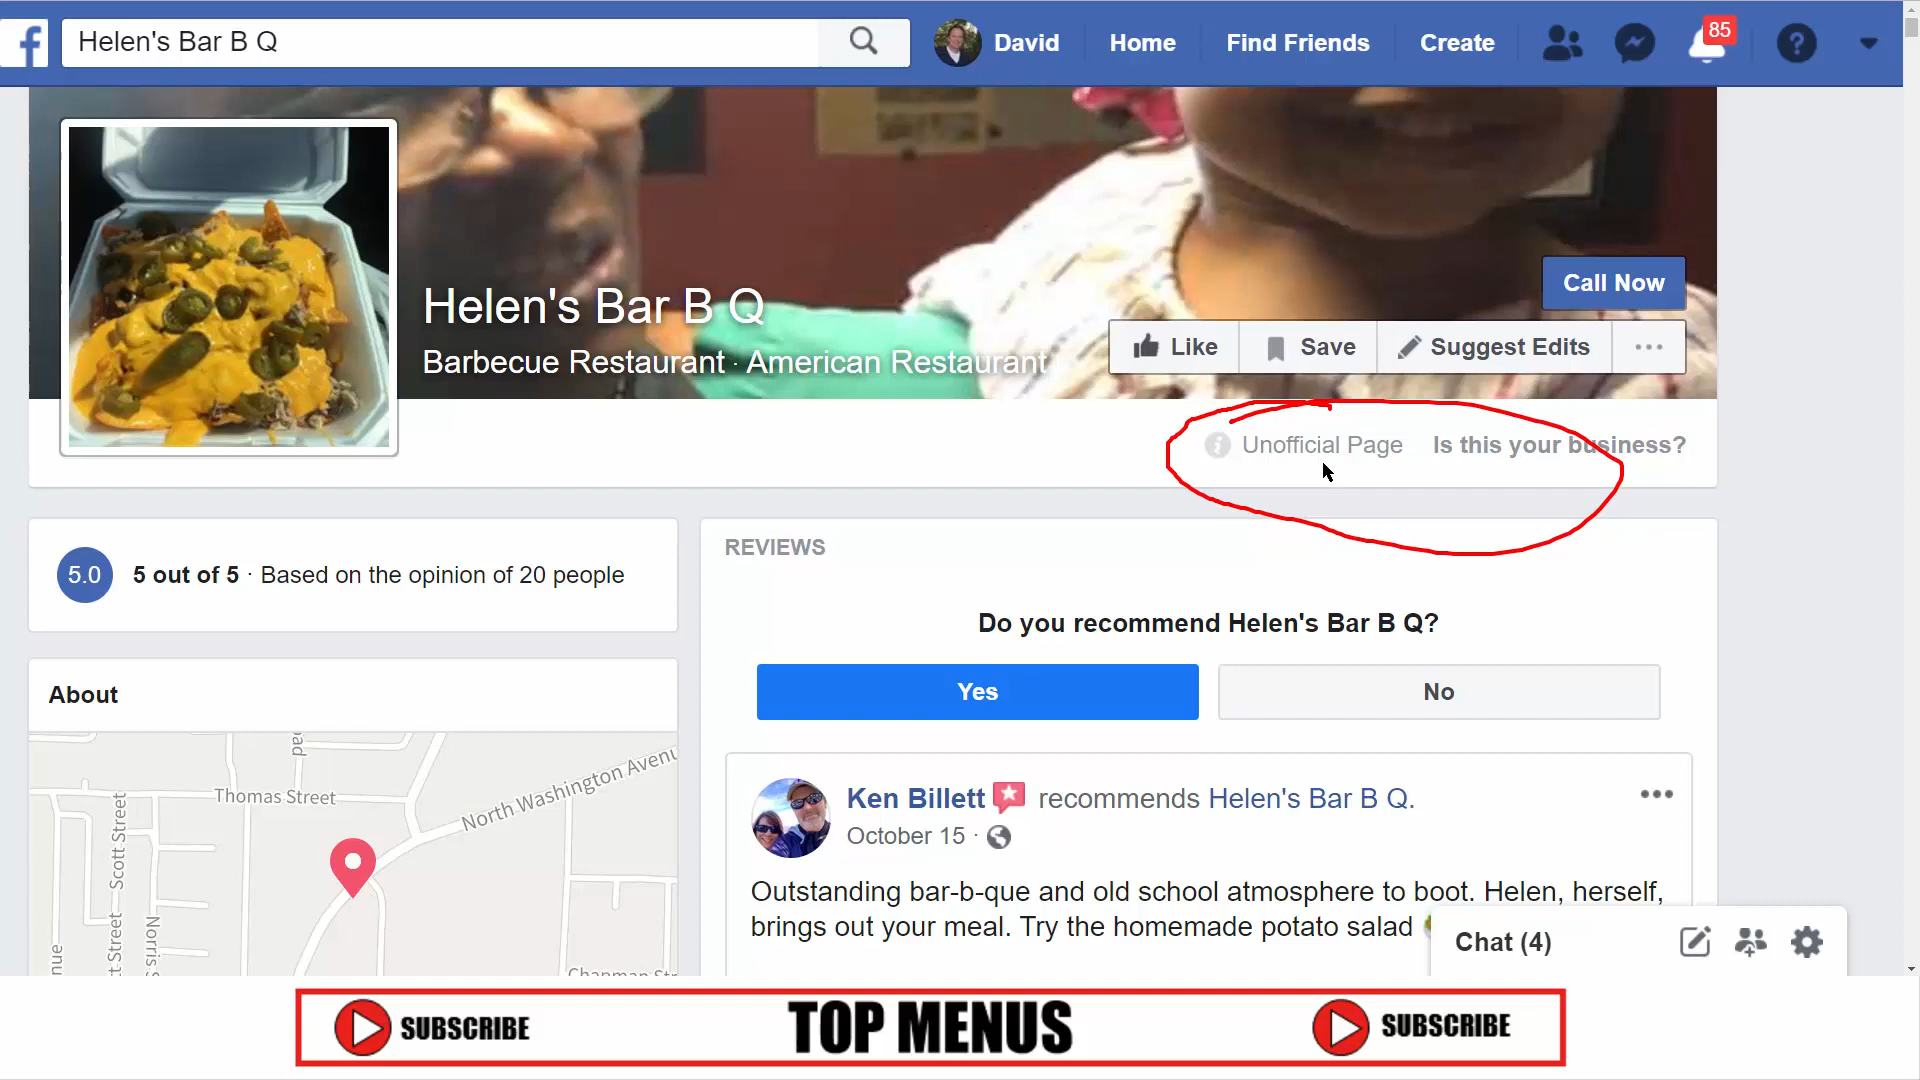 f
Helen's Bar B Q
David
Home
Find Friends
Create
85
?
Helen's Bar B Q
Barbecue Restaurant · American Restaurant
Call Now
Like
Save
Suggest Edits
Unofficial Page
Is this your business?
5.0
5 out of 5 · Based on the opinion of 20 people
REVIEWS
Do you recommend Helen's Bar B Q?
Yes
No
About
Thomas Street
North Washington Avenu
Scott Street
Ken Billett recommends Helen's Bar B Q.
October 15 ·
Outstanding bar-b-que and old school atmosphere to boot. Helen, herself,
brings out your meal. Try the homemade potato salad
Chat (4)
SUBSCRIBE
TOP MENUS
SUBSCRIBE